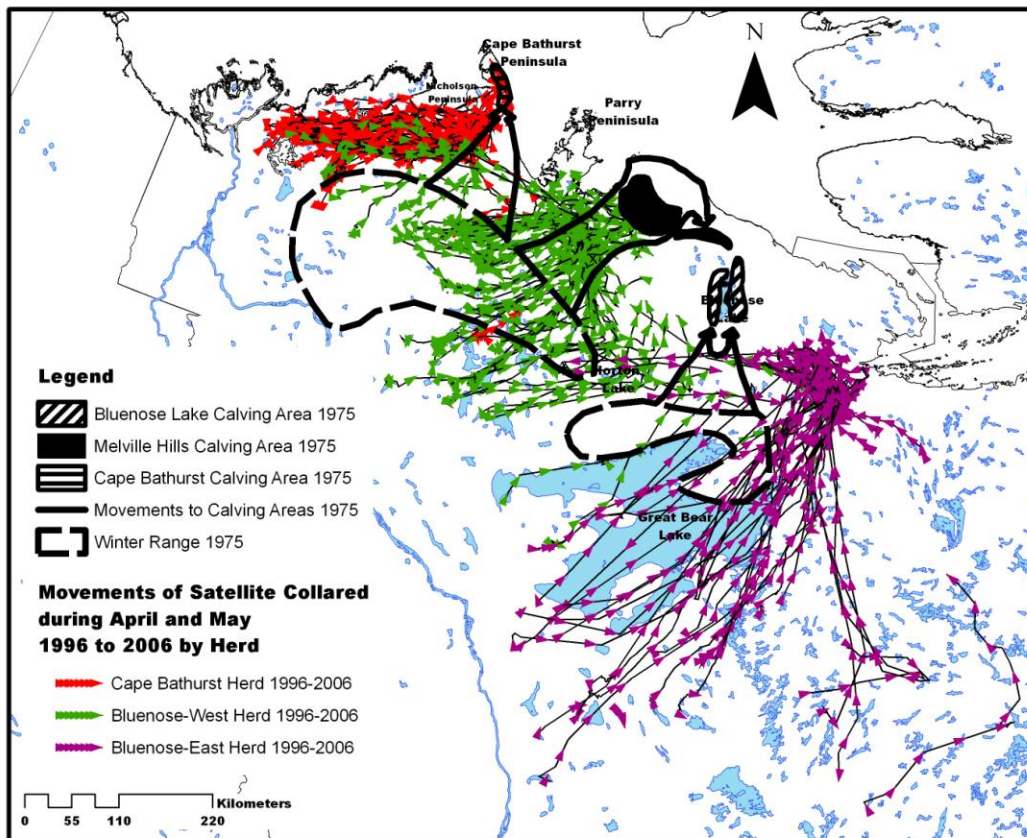 Cape Bathurst
Peninsula
N
Nicholson
Peninsula
Parry
Peninisula
Bluenose
Lake
Horton
Lake
Great Bear
Lake
Legend
Bluenose Lake Calving Area 1975
Melville Hills Calving Area 1975
Cape Bathurst Calving Area 1975
Movements to Calving Areas 1975
Winter Range 1975
Movements of Satellite Collared
during April and May
1996 to 2006 by Herd
Cape Bathurst Herd 1996-2006
Bluenose-West Herd 1996-2006
Bluenose-East Herd 1996-2006
Kilometers
0 55 110 220